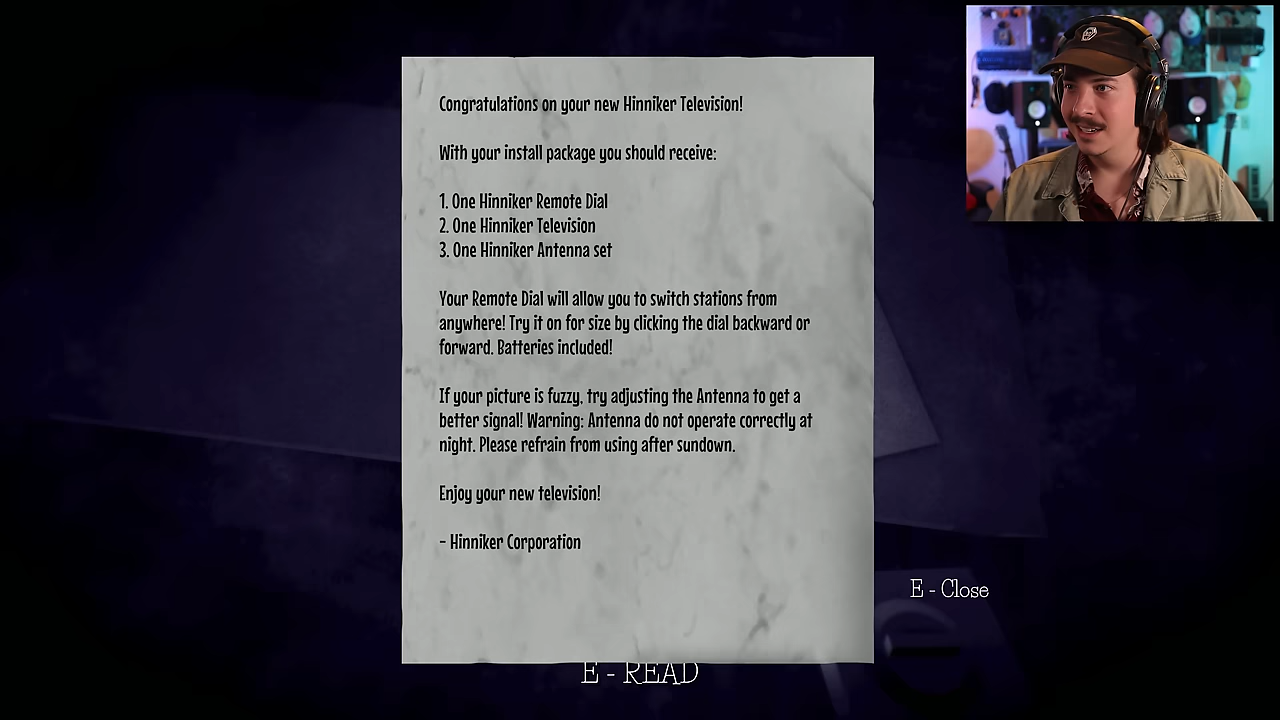 Congratulations on your new Hinniker Television!
With your install package you should receive:
1. One Hinniker Remote Dial
2. One Hinniker Television
3. One Hinniker Antenna set
Your Remote Dial will allow you to switch stations from
anywhere! Try it on for size by clicking the dial backward or
forward. Batteries included!
If your picture is fuzzy, try adjusting the Antenna to get a
better signal! Warning: Antenna do not operate correctly at
night. Please refrain from using after sundown.
Enjoy your new television!
- Hinniker Corporation
E - Close
E - READ